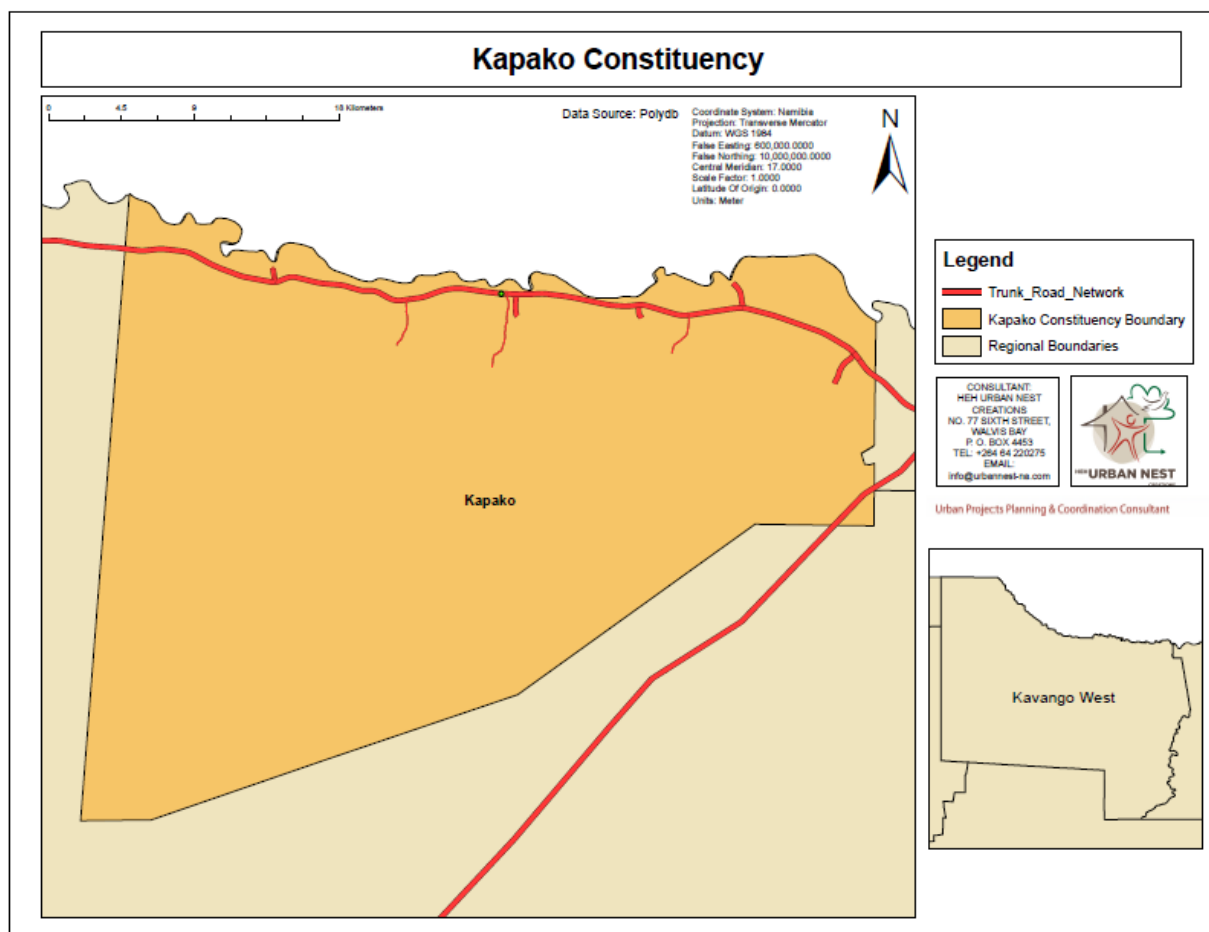 Kapako Constituency
0 4.5 9 18 Kilometers
Data Source: Polydb
Coordinate System: Namibia
Projection: Transverse Mercator
Datum: WGS 1984
False Easting: 600,000.0000
False Northing: 10,000,000.0000
Central Meridian: 17.0000
Scale Factor: 1.0000
Latitude Of Origin: 0.0000
Units: Meter
N
Kapako
Legend
Trunk_Road_Network
Kapako Constituency Boundary
Regional Boundaries
CONSULTANT:
HEH URBAN NEST
CREATIONS
NO. 77 SIXTH STREET,
WALVIS BAY
P. O. BOX 4453
TEL: +264 64 220275
EMAIL:
info@urbannest-na.com
HEH URBAN NEST
CREATIONS
Urban Projects Planning & Coordination Consultant
Kavango West